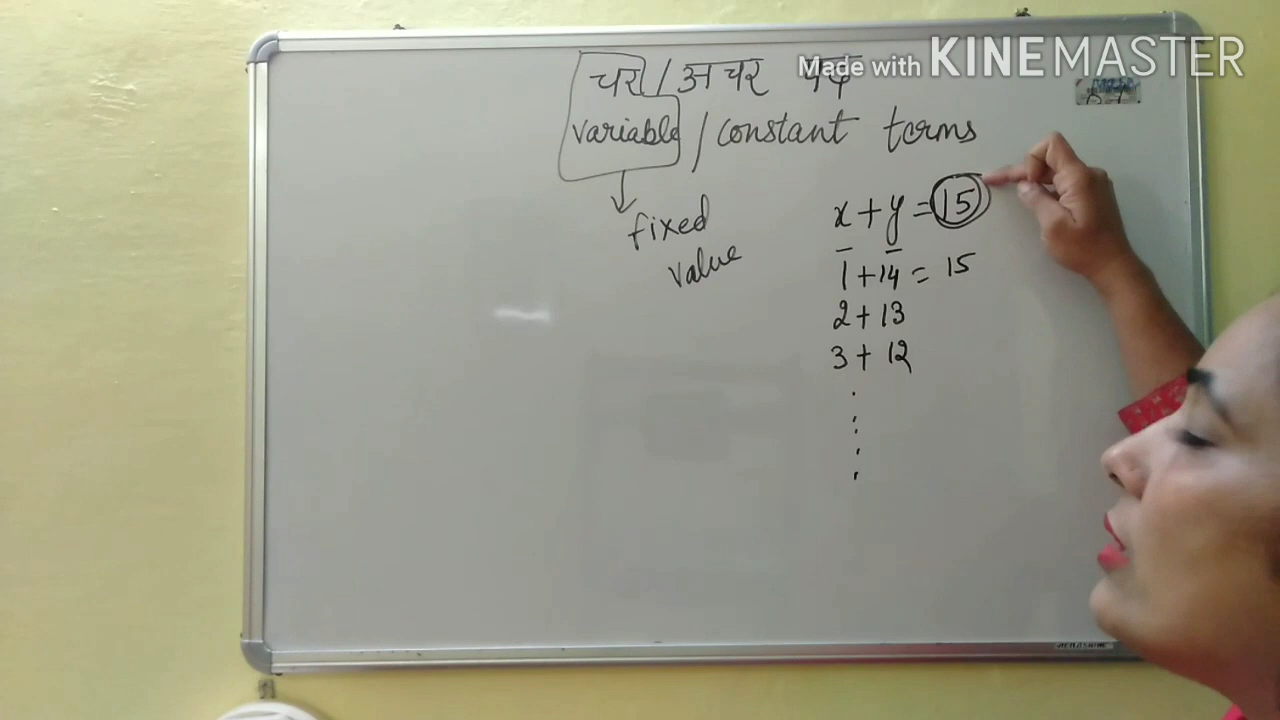 Made with KINEMASTER
चर / अचर पद
variable / constant terms
fixed
value
x + y = 15
1 + 14 = 15
2 + 13
3 + 12